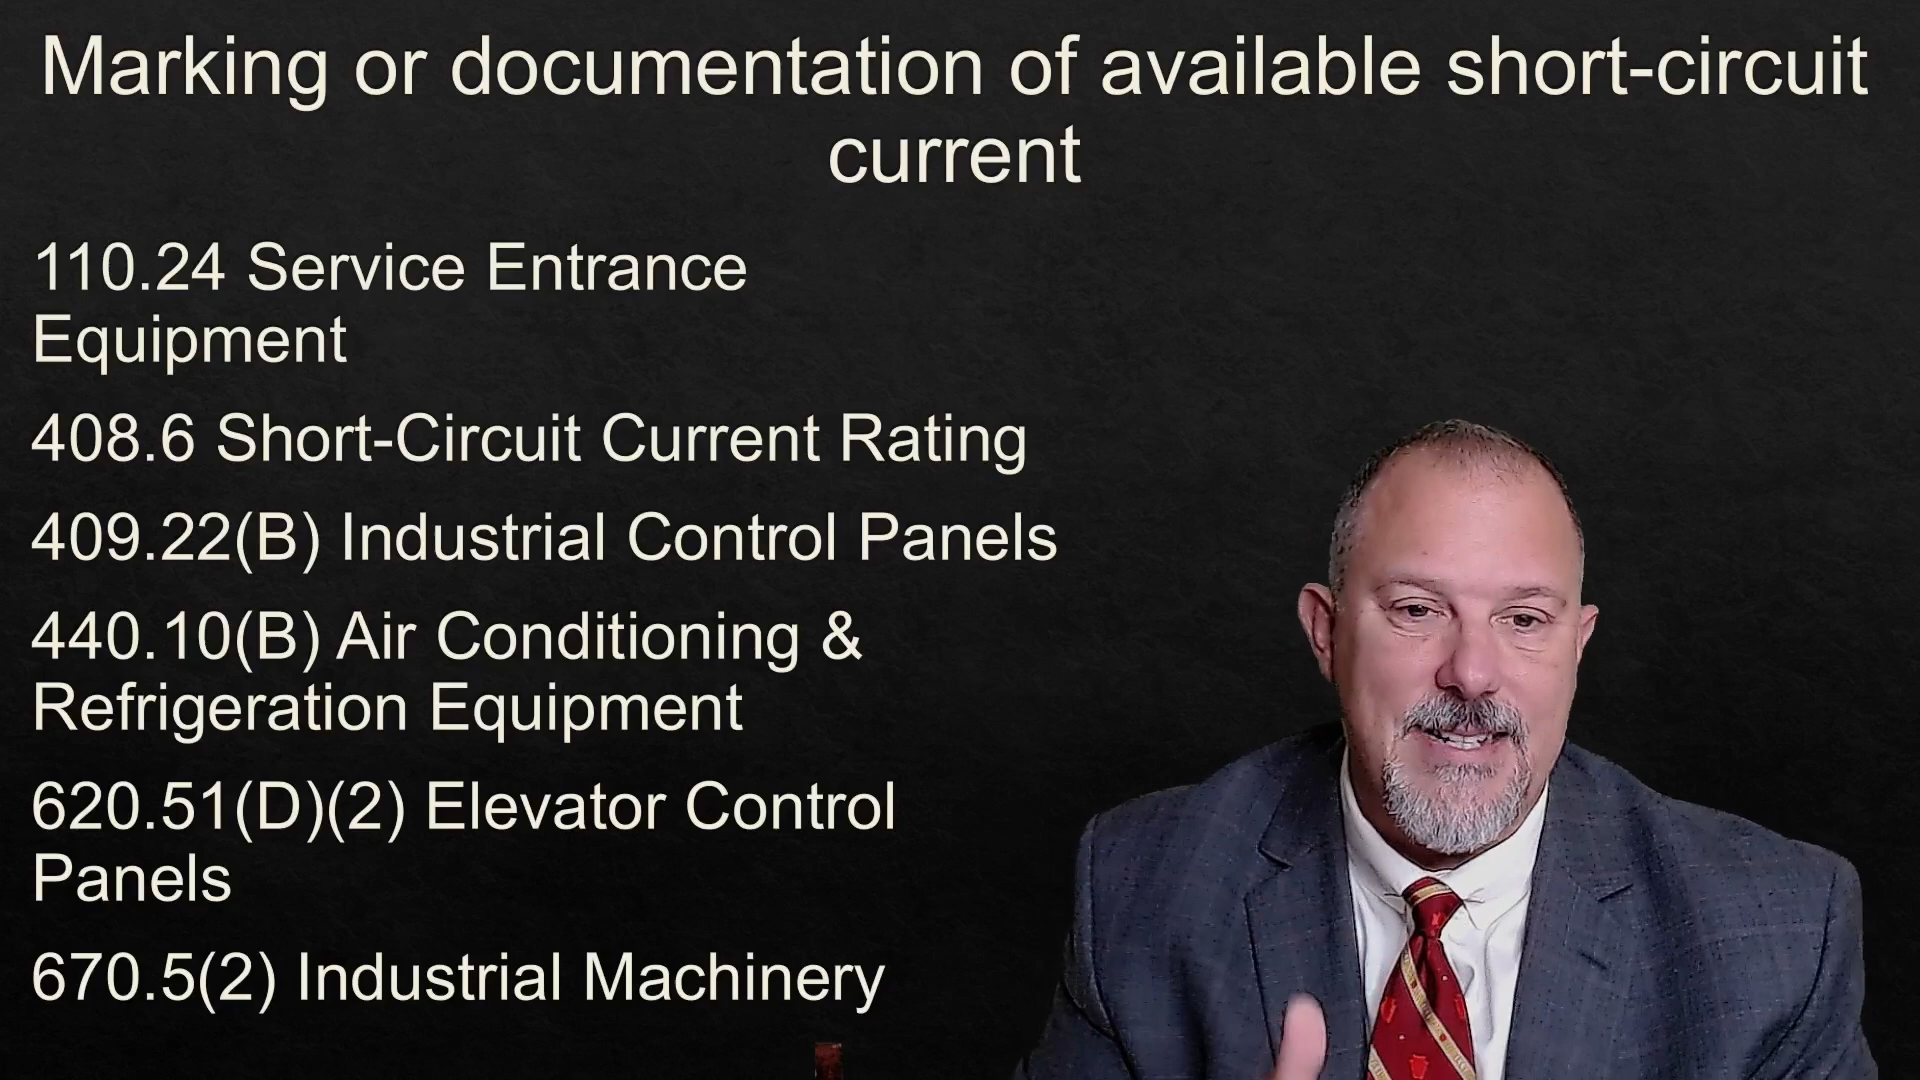 Marking or documentation of available short-circuit
current
110.24 Service Entrance
Equipment
408.6 Short-Circuit Current Rating
409.22(B) Industrial Control Panels
440.10(B) Air Conditioning &
Refrigeration Equipment
620.51(D)(2) Elevator Control
Panels
670.5(2) Industrial Machinery